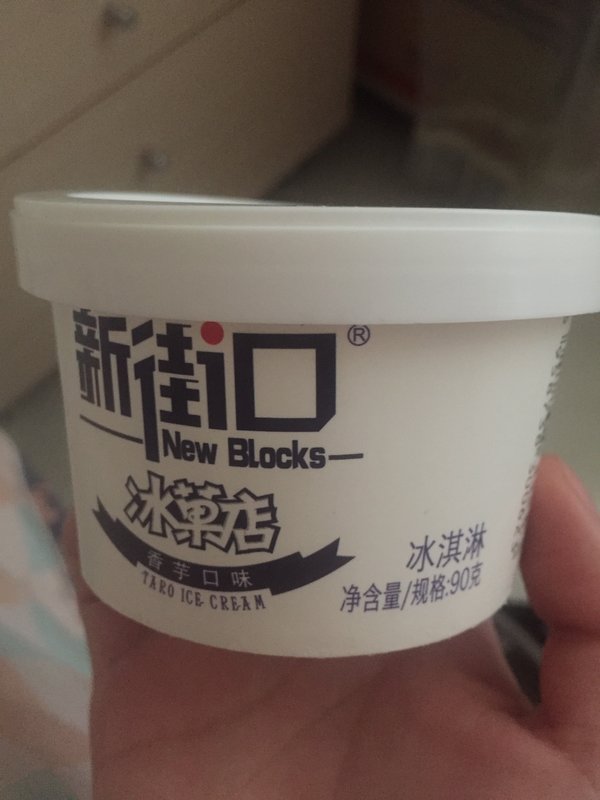 新街口®
New Blocks
冰菓店
香芋口味
TARO ICE CREAM
冰淇淋
净含量/规格:90克